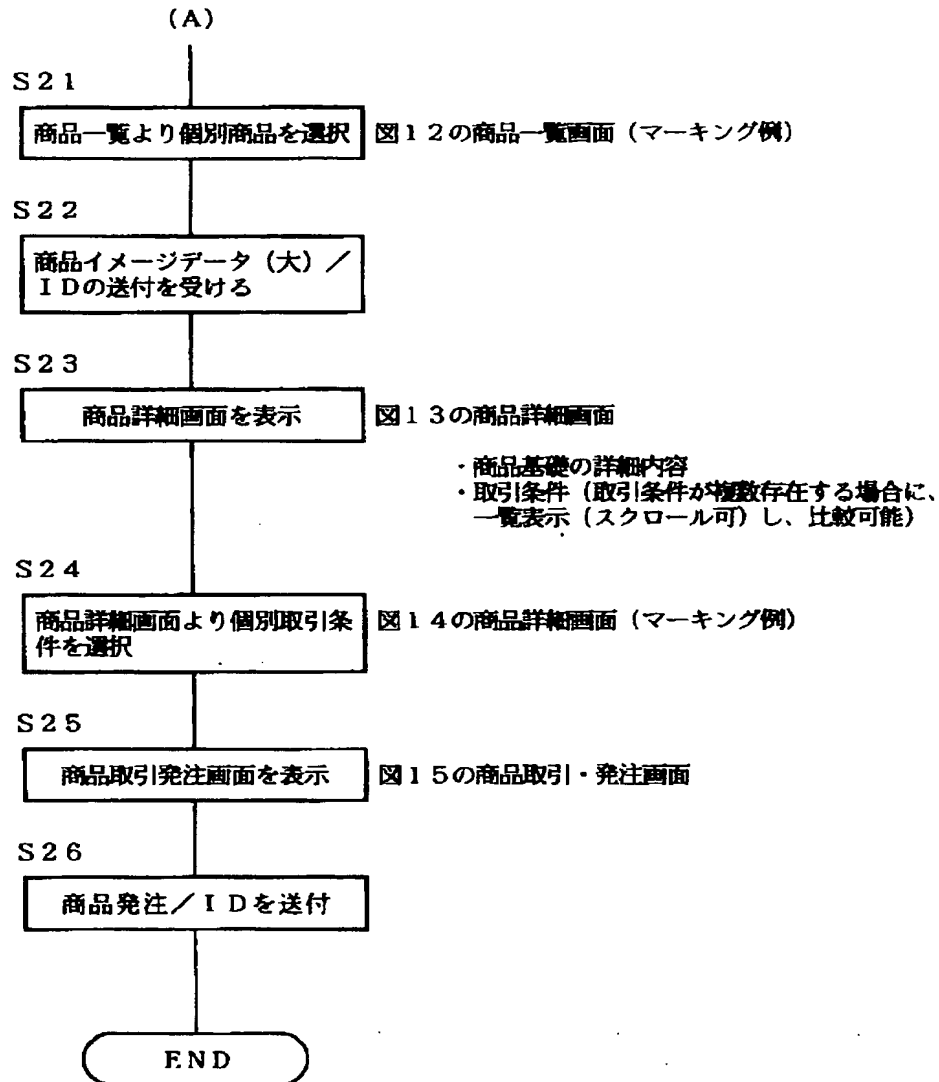 (A)
S21
商品一覧より個別商品を選択
図12の商品一覧画面(マーキング例)
S22
商品イメージデータ(大)/
IDの送付を受ける
S23
商品詳細画面を表示
図13の商品詳細画面
・商品基礎の詳細内容
・取引条件(取引条件が複数存在する場合に、
一覧表示(スクロール可)し、比較可能)
S24
商品詳細画面より個別取引条
件を選択
図14の商品詳細画面(マーキング例)
S25
商品取引発注画面を表示
図15の商品取引・発注画面
S26
商品発注/IDを送付
END